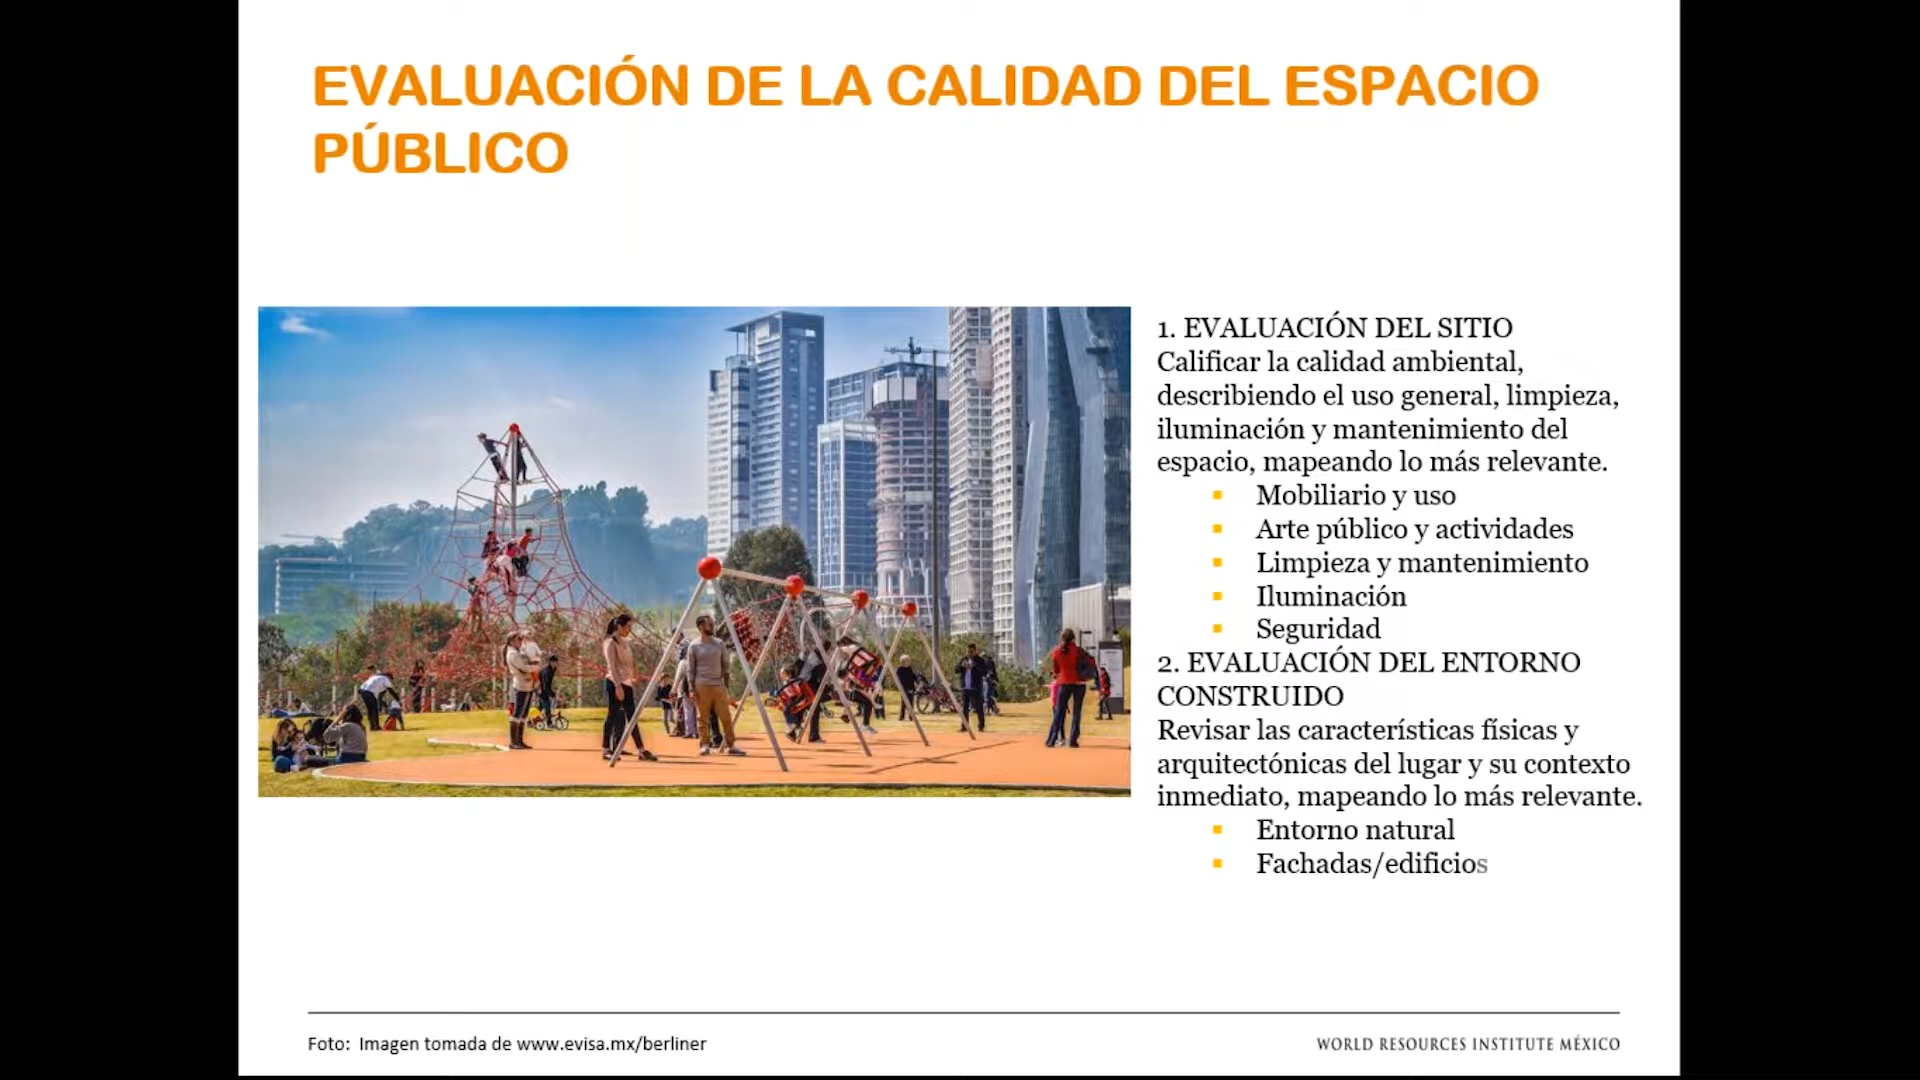 EVALUACIÓN DE LA CALIDAD DEL ESPACIO
PÚBLICO
1. EVALUACIÓN DEL SITIO
Calificar la calidad ambiental,
describiendo el uso general, limpieza,
iluminación y mantenimiento del
espacio, mapeando lo más relevante.
▪ Mobiliario y uso
▪ Arte público y actividades
▪ Limpieza y mantenimiento
▪ Iluminación
▪ Seguridad
2. EVALUACIÓN DEL ENTORNO
CONSTRUIDO
Revisar las características físicas y
arquitectónicas del lugar y su contexto
inmediato, mapeando lo más relevante.
▪ Entorno natural
▪ Fachadas/edificios
Foto: Imagen tomada de www.evisa.mx/berliner
WORLD RESOURCES INSTITUTE MÉXICO